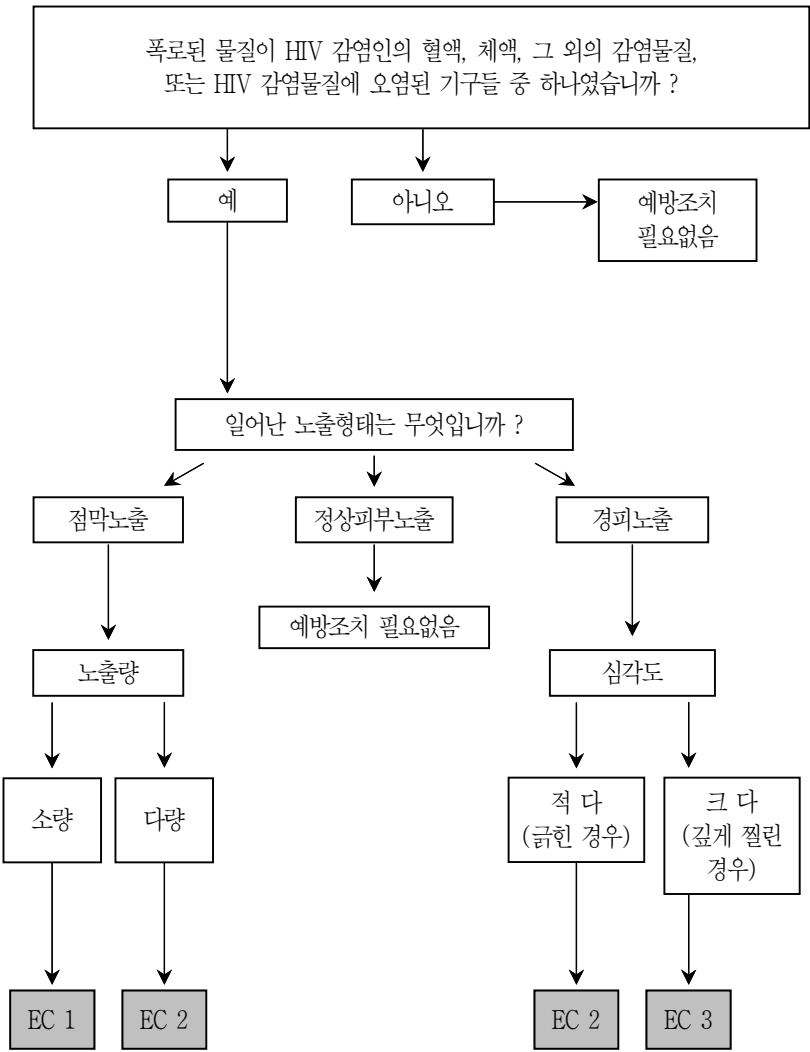 폭로된 물질이 HIV 감염인의 혈액, 체액, 그 외의 감염물질,
또는 HIV 감염물질에 오염된 기구들 중 하나였습니까 ?
예
아니오
예방조치
필요없음
일어난 노출형태는 무엇입니까 ?
점막노출
정상피부노출
경피노출
예방조치 필요없음
노출량
심각도
소량
다량
적 다
(긁힌 경우)
크 다
(깊게 찔린
경우)
EC 1
EC 2
EC 2
EC 3